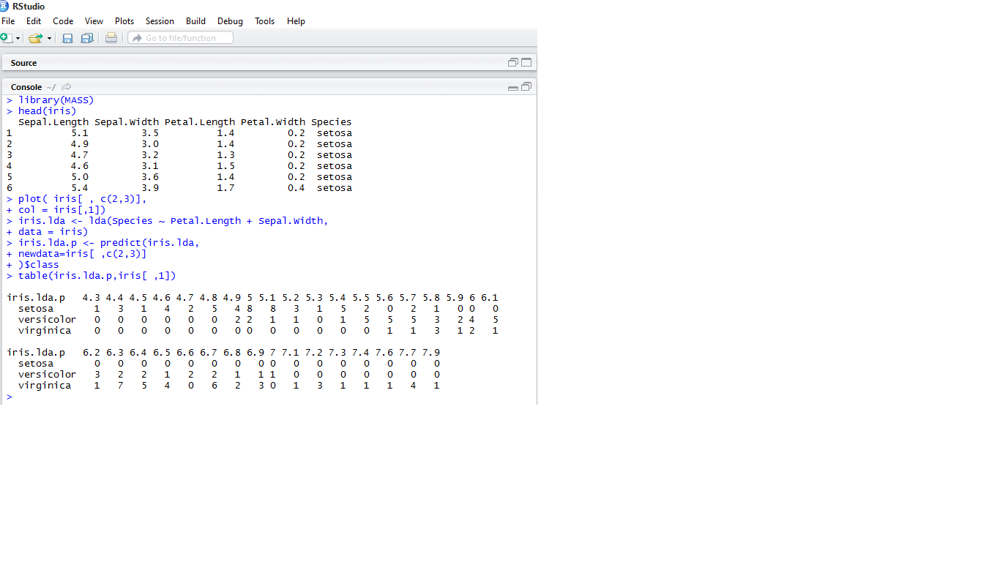 RStudio
File Edit Code View Plots Session Build Debug Tools Help
Go to file/function
Source
Console ~/
> library(MASS)
> head(iris)
  Sepal.Length Sepal.Width Petal.Length Petal.Width Species
1          5.1         3.5          1.4         0.2  setosa
2          4.9         3.0          1.4         0.2  setosa
3          4.7         3.2          1.3         0.2  setosa
4          4.6         3.1          1.5         0.2  setosa
5          5.0         3.6          1.4         0.2  setosa
6          5.4         3.9          1.7         0.4  setosa
> plot( iris[ , c(2,3)],
+ col = iris[,1])
> iris.lda <- lda(Species ~ Petal.Length + Sepal.Width,
+ data = iris)
> iris.lda.p <- predict(iris.lda,
+ newdata=iris[ ,c(2,3)]
+ )$class
> table(iris.lda.p,iris[ ,1])
iris.lda.p   4.3 4.4 4.5 4.6 4.7 4.8 4.9 5 5.1 5.2 5.3 5.4 5.5 5.6 5.7 5.8 5.9 6 6.1
  setosa       1   3   1   4   2   5   4 8   8   3   1   5   2   0   2   1   0 0   0
  versicolor   0   0   0   0   0   0   2 2   1   1   0   1   5   5   5   3   2 4   5
  virginica    0   0   0   0   0   0   0 0   0   0   0   0   0   1   1   3   1 2   1
iris.lda.p   6.2 6.3 6.4 6.5 6.6 6.7 6.8 6.9 7 7.1 7.2 7.3 7.4 7.6 7.7 7.9
  setosa       0   0   0   0   0   0   0   0 0   0   0   0   0   0   0   0
  versicolor   3   2   2   1   2   2   1   1 1   0   0   0   0   0   0   0
  virginica    1   7   5   4   0   6   2   3 0   1   3   1   1   1   4   1
>